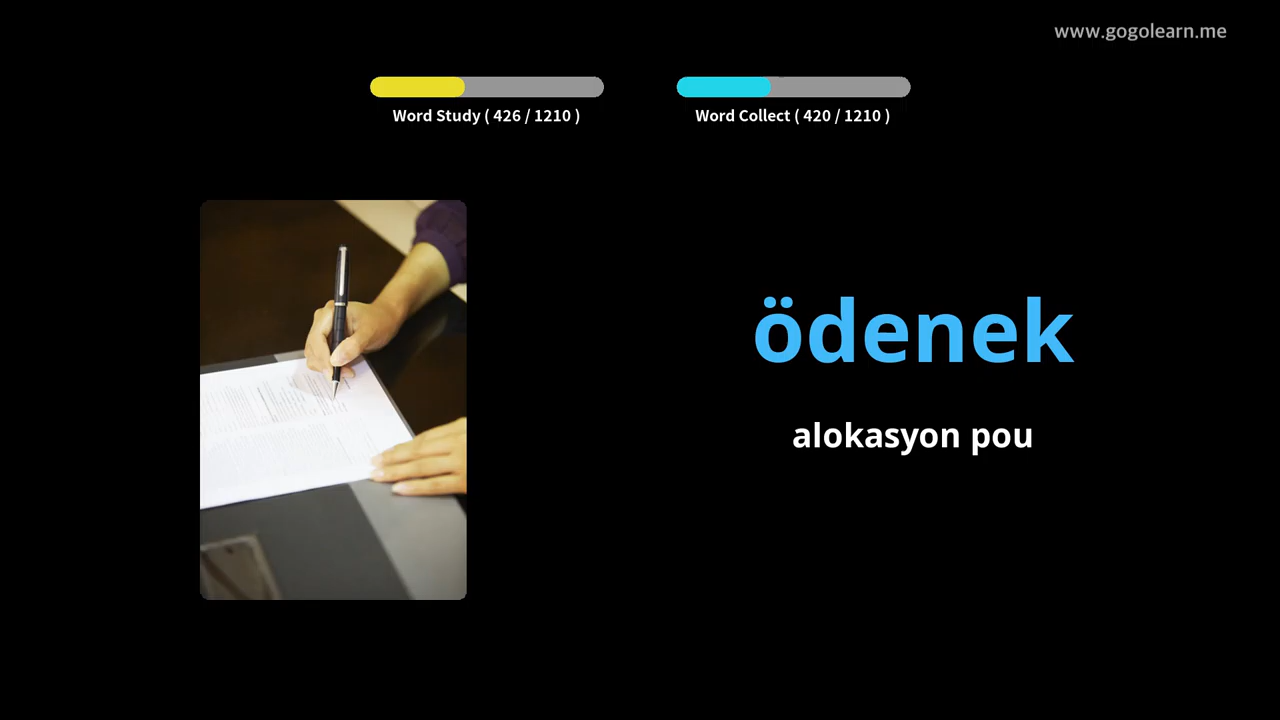 www.gogolearn.me
Word Study ( 426 / 1210 )
Word Collect ( 420 / 1210 )
ödenek
alokasyon pou